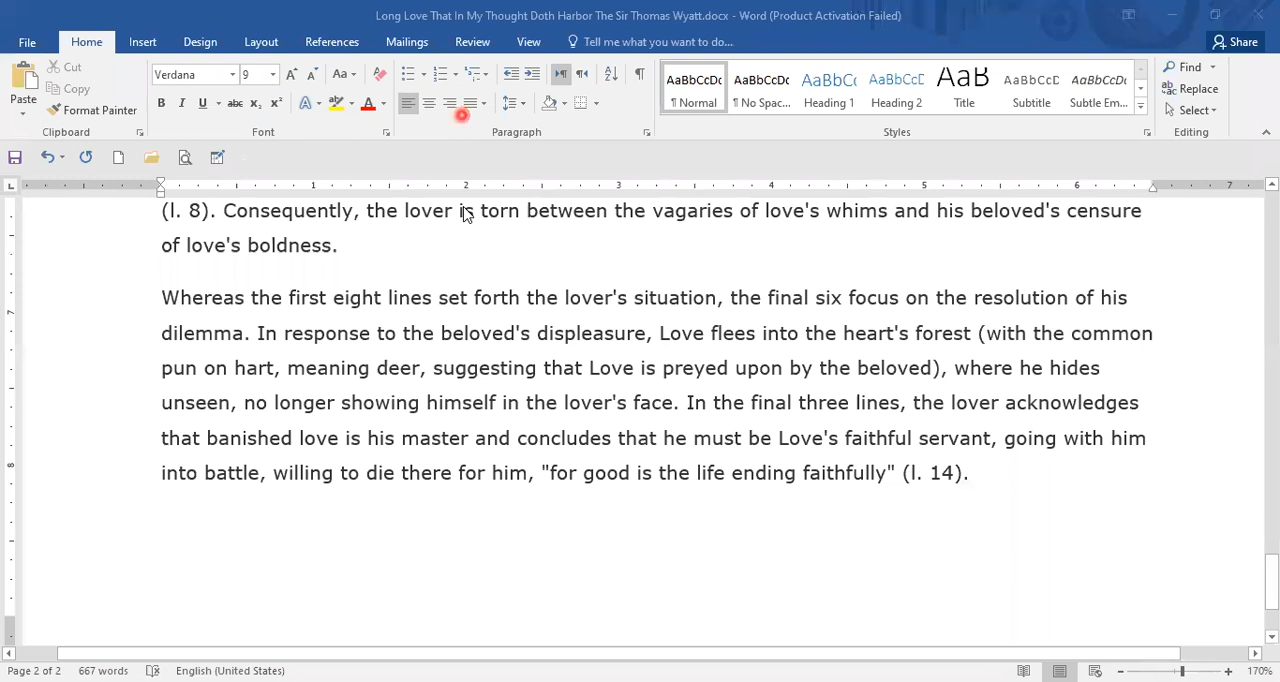 Long Love That In My Thought Doth Harbor The Sir Thomas Wyatt.docx - Word (Product Activation Failed)
File Home Insert Design Layout References Mailings Review View Tell me what you want to do... Share
Paste Cut Copy Format Painter
Verdana 9
AaBbCcDc AaBbCcDc AaBbC AaBbCcE AaB AaBbCcD AaBbCcDc
¶ Normal ¶ No Spac... Heading 1 Heading 2 Title Subtitle Subtle Em...
Find Replace Select
Clipboard Font Paragraph Styles Editing
1 2 3 4 5 6 7
(l. 8). Consequently, the lover is torn between the vagaries of love's whims and his beloved's censure
of love's boldness.
Whereas the first eight lines set forth the lover's situation, the final six focus on the resolution of his
dilemma. In response to the beloved's displeasure, Love flees into the heart's forest (with the common
pun on hart, meaning deer, suggesting that Love is preyed upon by the beloved), where he hides
unseen, no longer showing himself in the lover's face. In the final three lines, the lover acknowledges
that banished love is his master and concludes that he must be Love's faithful servant, going with him
into battle, willing to die there for him, "for good is the life ending faithfully" (l. 14).
7
8
Page 2 of 2 667 words English (United States) 170%